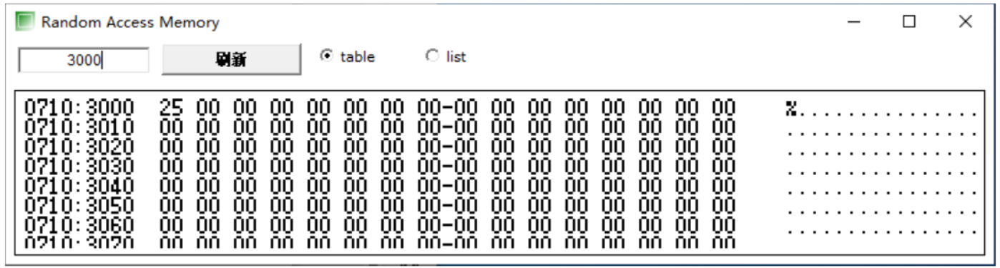 Random Access Memory
3000 刷新 table list
0710:3000 25 00 00 00 00 00 00 00-00 00 00 00 00 00 00 00 %...............
0710:3010 00 00 00 00 00 00 00 00-00 00 00 00 00 00 00 00 ................
0710:3020 00 00 00 00 00 00 00 00-00 00 00 00 00 00 00 00 ................
0710:3030 00 00 00 00 00 00 00 00-00 00 00 00 00 00 00 00 ................
0710:3040 00 00 00 00 00 00 00 00-00 00 00 00 00 00 00 00 ................
0710:3050 00 00 00 00 00 00 00 00-00 00 00 00 00 00 00 00 ................
0710:3060 00 00 00 00 00 00 00 00-00 00 00 00 00 00 00 00 ................
0710:3070 00 00 00 00 00 00 00 00-00 00 00 00 00 00 00 00